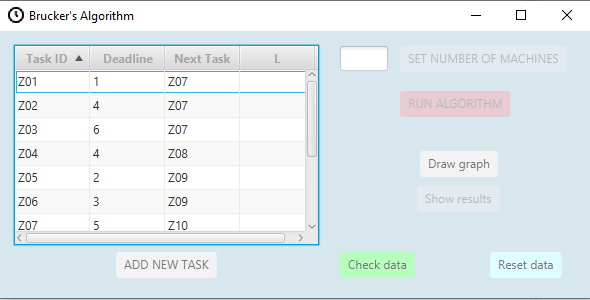 Brucker's Algorithm
Task ID Deadline Next Task L
Z01 1 Z07
Z02 4 Z07
Z03 6 Z07
Z04 4 Z08
Z05 2 Z09
Z06 3 Z09
Z07 5 Z10
SET NUMBER OF MACHINES
RUN ALGORITHM
Draw graph
Show results
ADD NEW TASK
Check data
Reset data